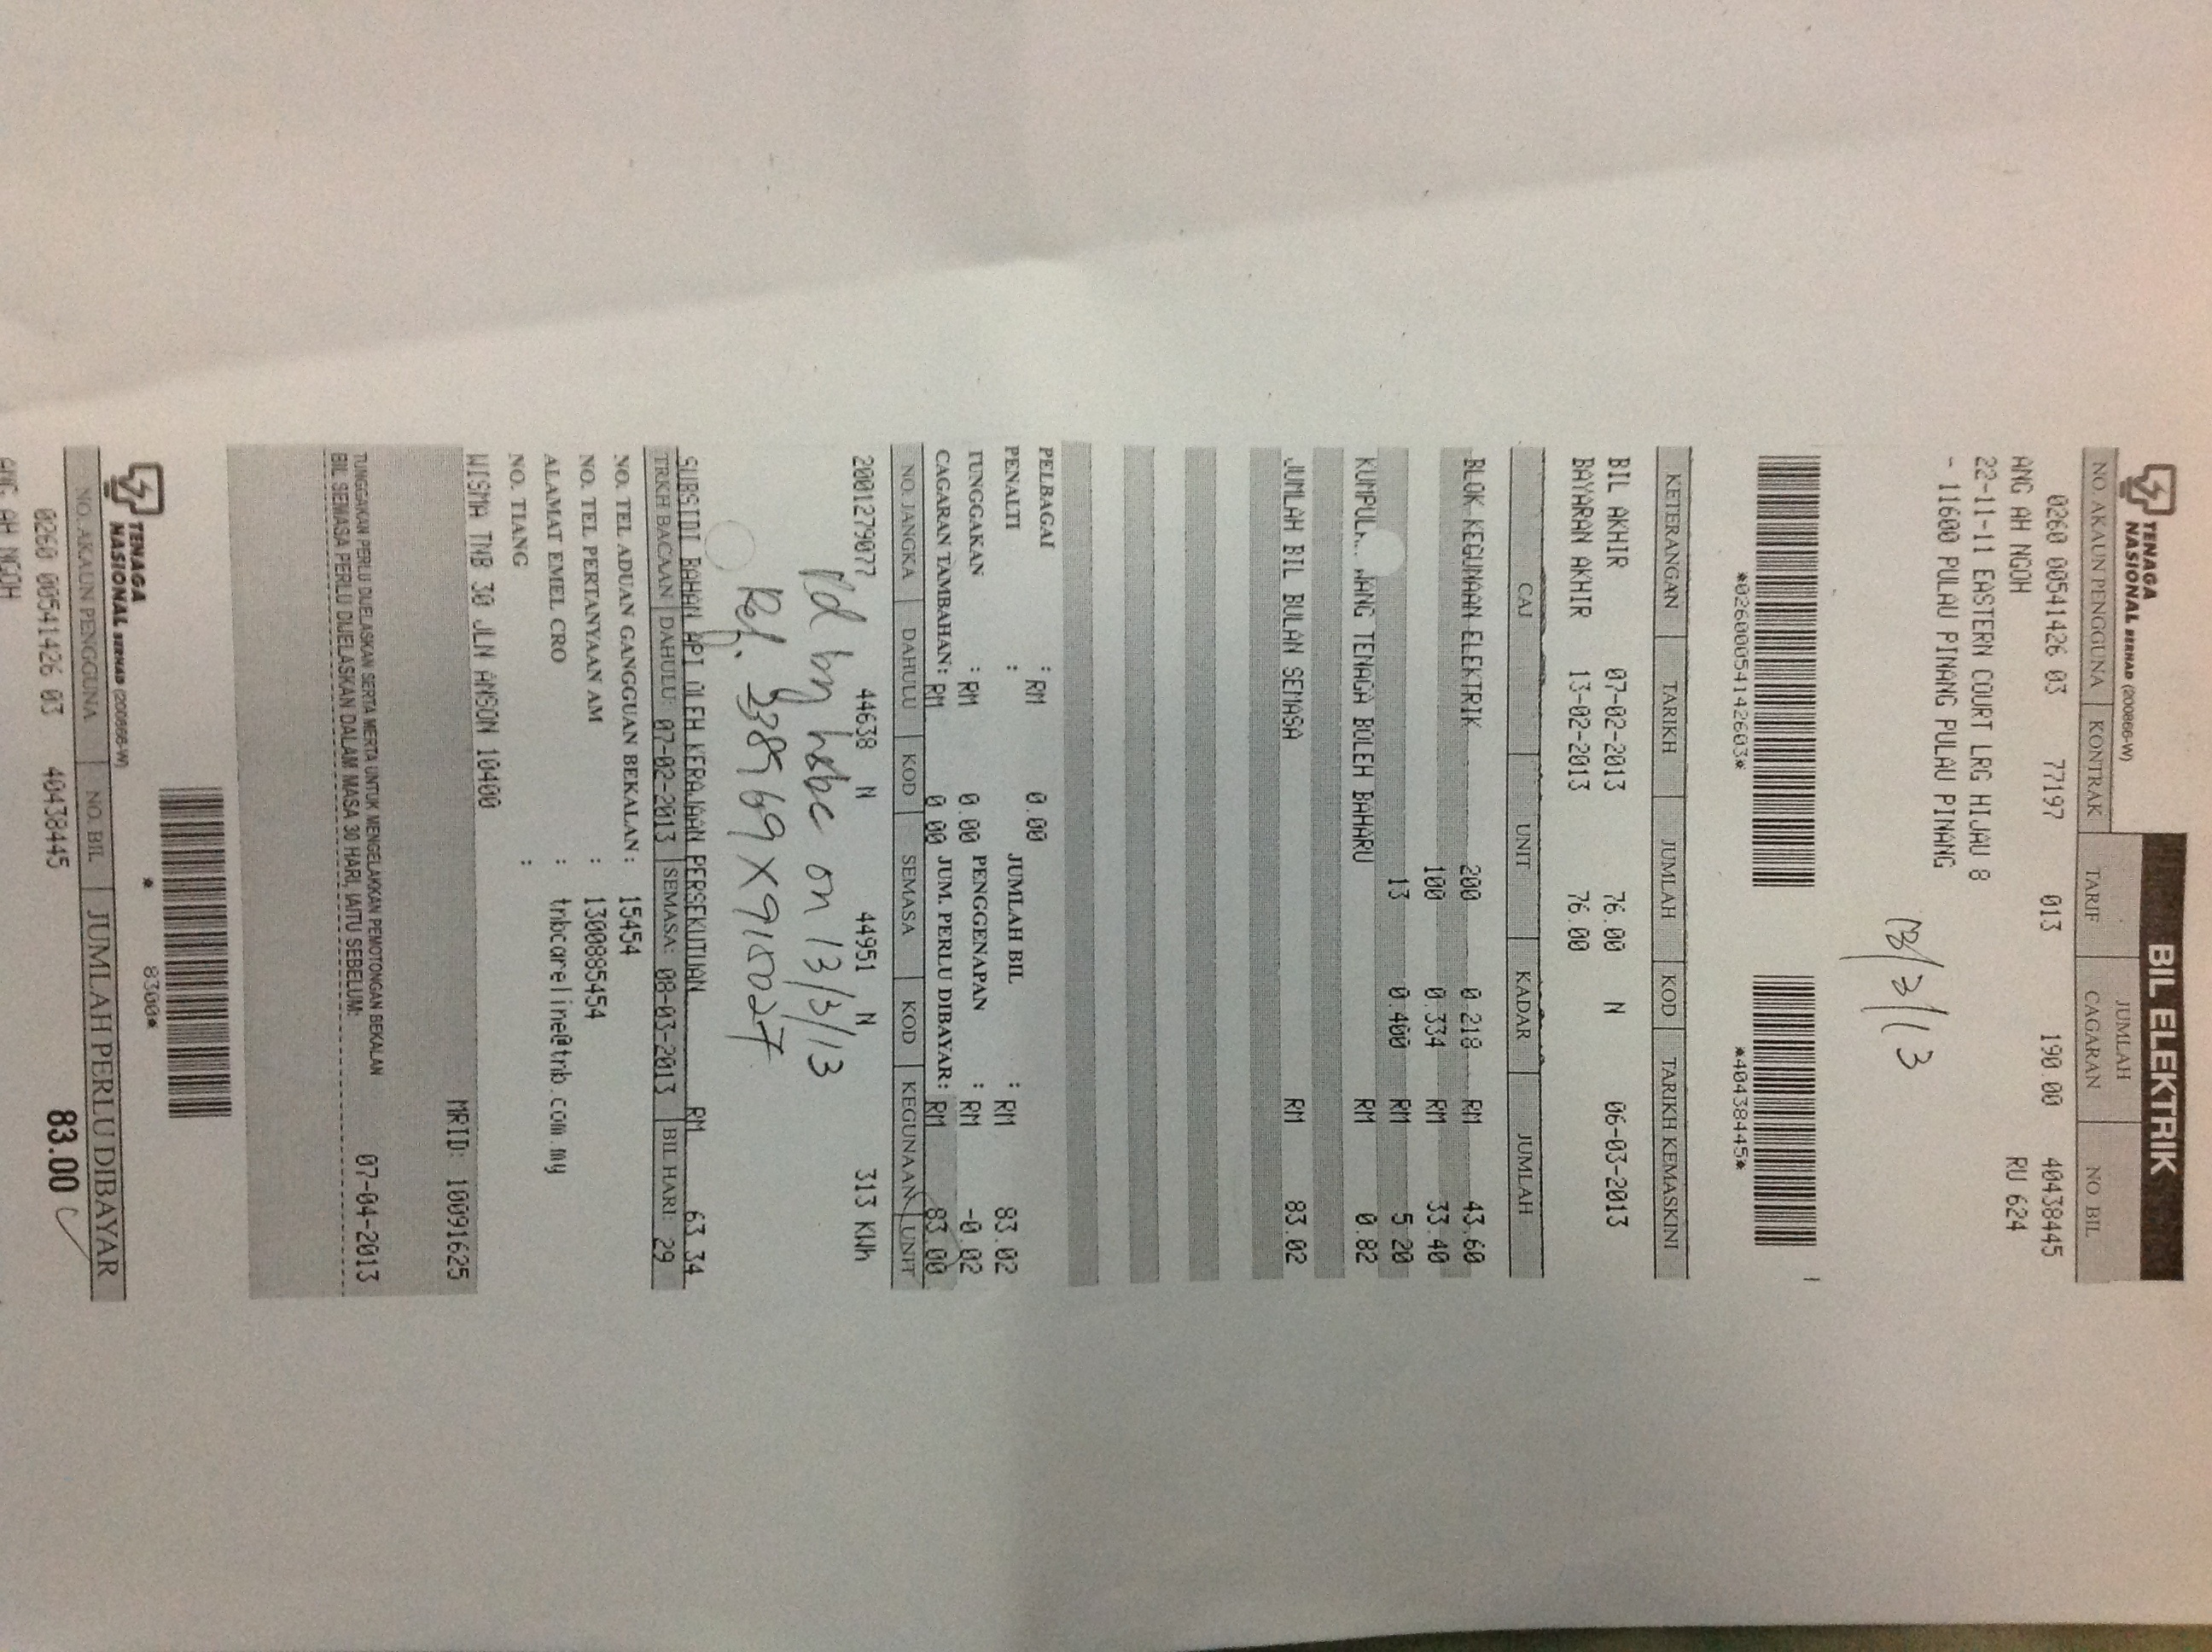 TENAGA
NASIONAL BERHAD (200866-W)
BIL ELEKTRIK
NO. AKAUN PENGGUNA KONTRAK TARIF JUMLAH CAGARAN NO BIL
0260 00541426 03 77197 013 190.00 40438445
ANG AH NGOH RU 624
22-11-11 EASTERN COURT LRG HIJAU 8
- 11600 PULAU PINANG PULAU PINANG
13/3/13
*02600054142603* *40438445*
KETERANGAN TARIKH JUMLAH KOD TARIKH KEMASKINI
BIL AKHIR 07-02-2013 76.00 N 06-03-2013
BAYARAN AKHIR 13-02-2013 76.00
CAJ UNIT KADAR JUMLAH
BLOK KEGUNAAN ELEKTRIK 200 0.218 RM 43.60
100 0.334 RM 33.40
13 0.400 RM 5.20
WANG TENAGA BOLEH BAHARU RM 0.82
JUMLAH BIL BULAN SEMASA RM 83.02
PELBAGAI : RM 0.00
PENALTI : JUMLAH BIL : RM 83.02
TUNGGAKAN : RM 0.00 PENGGENAPAN : RM -0.02
CAGARAN TAMBAHAN : RM 0.00 JUM. PERLU DIBAYAR : RM 83.00
NO. JANGKA DAHULU KOD SEMASA KOD KEGUNAAN UNIT
2001279077 44638 N 44951 N 313 KWh
Pd by hsbc on 13/3/13
Ref.
SUBSIDI BAHAN API OLEH KERAJAAN PERSEKUTUAN RM 63.34
TRKH BACAAN DAHULU: 07-02-2013 SEMASA: 08-03-2013 BIL HARI: 29
NO. TEL ADUAN GANGGUAN BEKALAN : 15454
NO. TEL PERTANYAAN AM : 1300885454
ALAMAT EMEL CRO : tnbcareline@tnb.com.my
NO. TIANG :
WISMA TNB 30 JLN ANSON 10400
MRID: 10091625
TUNGGAKAN PERLU DIJELASKAN SERTA MERTA UNTUK MENGELAKKAN PEMOTONGAN BEKALAN
BIL SEMASA PERLU DIJELASKAN DALAM MASA 30 HARI, IAITU SEBELUM: 07-04-2013
* 8300*
TENAGA
NASIONAL BERHAD (200866-W)
NO. AKAUN PENGGUNA NO. BIL JUMLAH PERLU DIBAYAR
0260 00541426 03 40438445 83.00
ANG AH NGOH